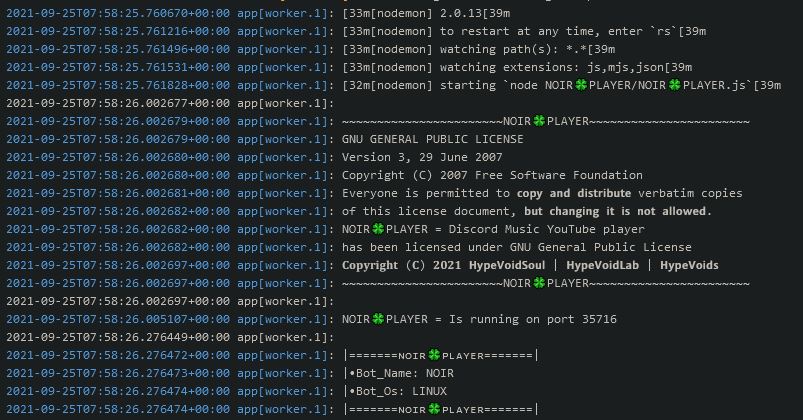 2021-09-25T07:58:25.760670+00:00 app[worker.1]: [33m[nodemon] 2.0.13[39m
2021-09-25T07:58:25.761216+00:00 app[worker.1]: [33m[nodemon] to restart at any time, enter `rs`[39m
2021-09-25T07:58:25.761496+00:00 app[worker.1]: [33m[nodemon] watching path(s): *.*[39m
2021-09-25T07:58:25.761531+00:00 app[worker.1]: [33m[nodemon] watching extensions: js,mjs,json[39m
2021-09-25T07:58:25.761828+00:00 app[worker.1]: [32m[nodemon] starting `node NOIR🍀PLAYER/NOIR🍀PLAYER.js`[39m
2021-09-25T07:58:26.002677+00:00 app[worker.1]:
2021-09-25T07:58:26.002679+00:00 app[worker.1]: ~~~~~~~~~~~~~~~~~~~~~~~NOIR🍀PLAYER~~~~~~~~~~~~~~~~~~~~~~~
2021-09-25T07:58:26.002679+00:00 app[worker.1]: GNU GENERAL PUBLIC LICENSE
2021-09-25T07:58:26.002680+00:00 app[worker.1]: Version 3, 29 June 2007
2021-09-25T07:58:26.002680+00:00 app[worker.1]: Copyright (C) 2007 Free Software Foundation
2021-09-25T07:58:26.002681+00:00 app[worker.1]: Everyone is permitted to 𝗰𝗼𝗽𝘆 𝗮𝗻𝗱 𝗱𝗶𝘀𝘁𝗿𝗶𝗯𝘂𝘁𝗲 verbatim copies
2021-09-25T07:58:26.002682+00:00 app[worker.1]: of this license document, 𝗯𝘂𝘁 𝗰𝗵𝗮𝗻𝗴𝗶𝗻𝗴 𝗶𝘁 𝗶𝘀 𝗻𝗼𝘁 𝗮𝗹𝗹𝗼𝘄𝗲𝗱.
2021-09-25T07:58:26.002682+00:00 app[worker.1]: NOIR🍀PLAYER = Discord Music YouTube player
2021-09-25T07:58:26.002682+00:00 app[worker.1]: has been licensed under GNU General Public License
2021-09-25T07:58:26.002697+00:00 app[worker.1]: 𝐂𝐨𝐩𝐲𝐫𝐢𝐠𝐡𝐭 (𝐂) 𝟐𝟎𝟐𝟏 𝐇𝐲𝐩𝐞𝐕𝐨𝐢𝐝𝐒𝐨𝐮𝐥 | 𝐇𝐲𝐩𝐞𝐕𝐨𝐢𝐝𝐋𝐚𝐛 | 𝐇𝐲𝐩𝐞𝐕𝐨𝐢𝐝𝐬
2021-09-25T07:58:26.002697+00:00 app[worker.1]: ~~~~~~~~~~~~~~~~~~~~~~~NOIR🍀PLAYER~~~~~~~~~~~~~~~~~~~~~~~
2021-09-25T07:58:26.002697+00:00 app[worker.1]:
2021-09-25T07:58:26.005107+00:00 app[worker.1]: NOIR🍀PLAYER = Is running on port 35716
2021-09-25T07:58:26.276449+00:00 app[worker.1]:
2021-09-25T07:58:26.276472+00:00 app[worker.1]: |=======ɴᴏɪʀ🍀ᴘʟᴀʏᴇʀ=======|
2021-09-25T07:58:26.276473+00:00 app[worker.1]: |•Bot_Name: NOIR
2021-09-25T07:58:26.276474+00:00 app[worker.1]: |•Bot_Os: LINUX
2021-09-25T07:58:26.276474+00:00 app[worker.1]: |=======ɴᴏɪʀ🍀ᴘʟᴀʏᴇʀ=======|